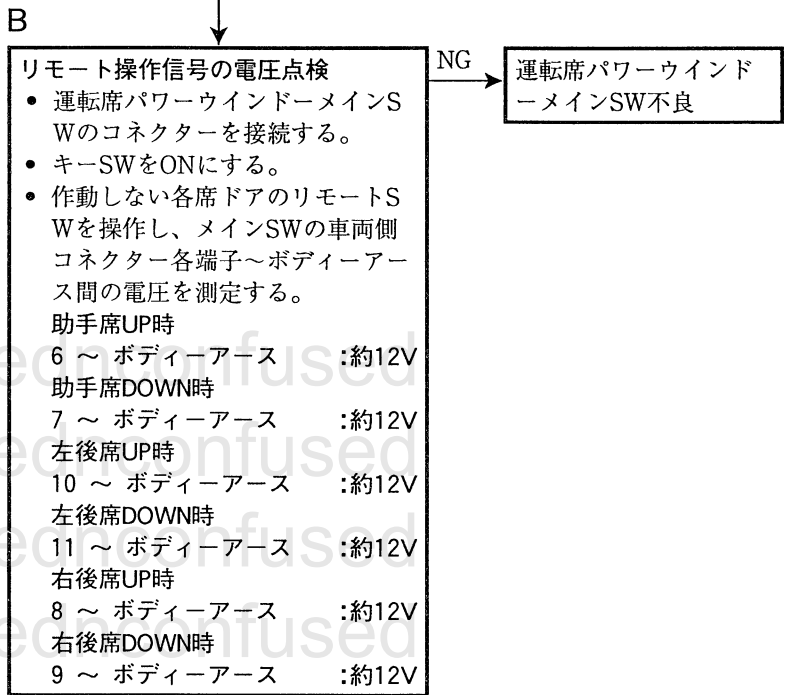 B
リモート操作信号の電圧点検
• 運転席パワーウインドーメインS
Wのコネクターを接続する。
• キーSWをONにする。
• 作動しない各席ドアのリモートS
Wを操作し、メインSWの車両側
コネクター各端子～ボディーアー
ス間の電圧を測定する。
助手席UP時
6 ～ ボディーアース :約12V
助手席DOWN時
7 ～ ボディーアース :約12V
左後席UP時
10 ～ ボディーアース :約12V
左後席DOWN時
11 ～ ボディーアース :約12V
右後席UP時
8 ～ ボディーアース :約12V
右後席DOWN時
9 ～ ボディーアース :約12V
NG
運転席パワーウインド
ーメインSW不良
ednconfused
ednconfused
ednconfused
ednconfused